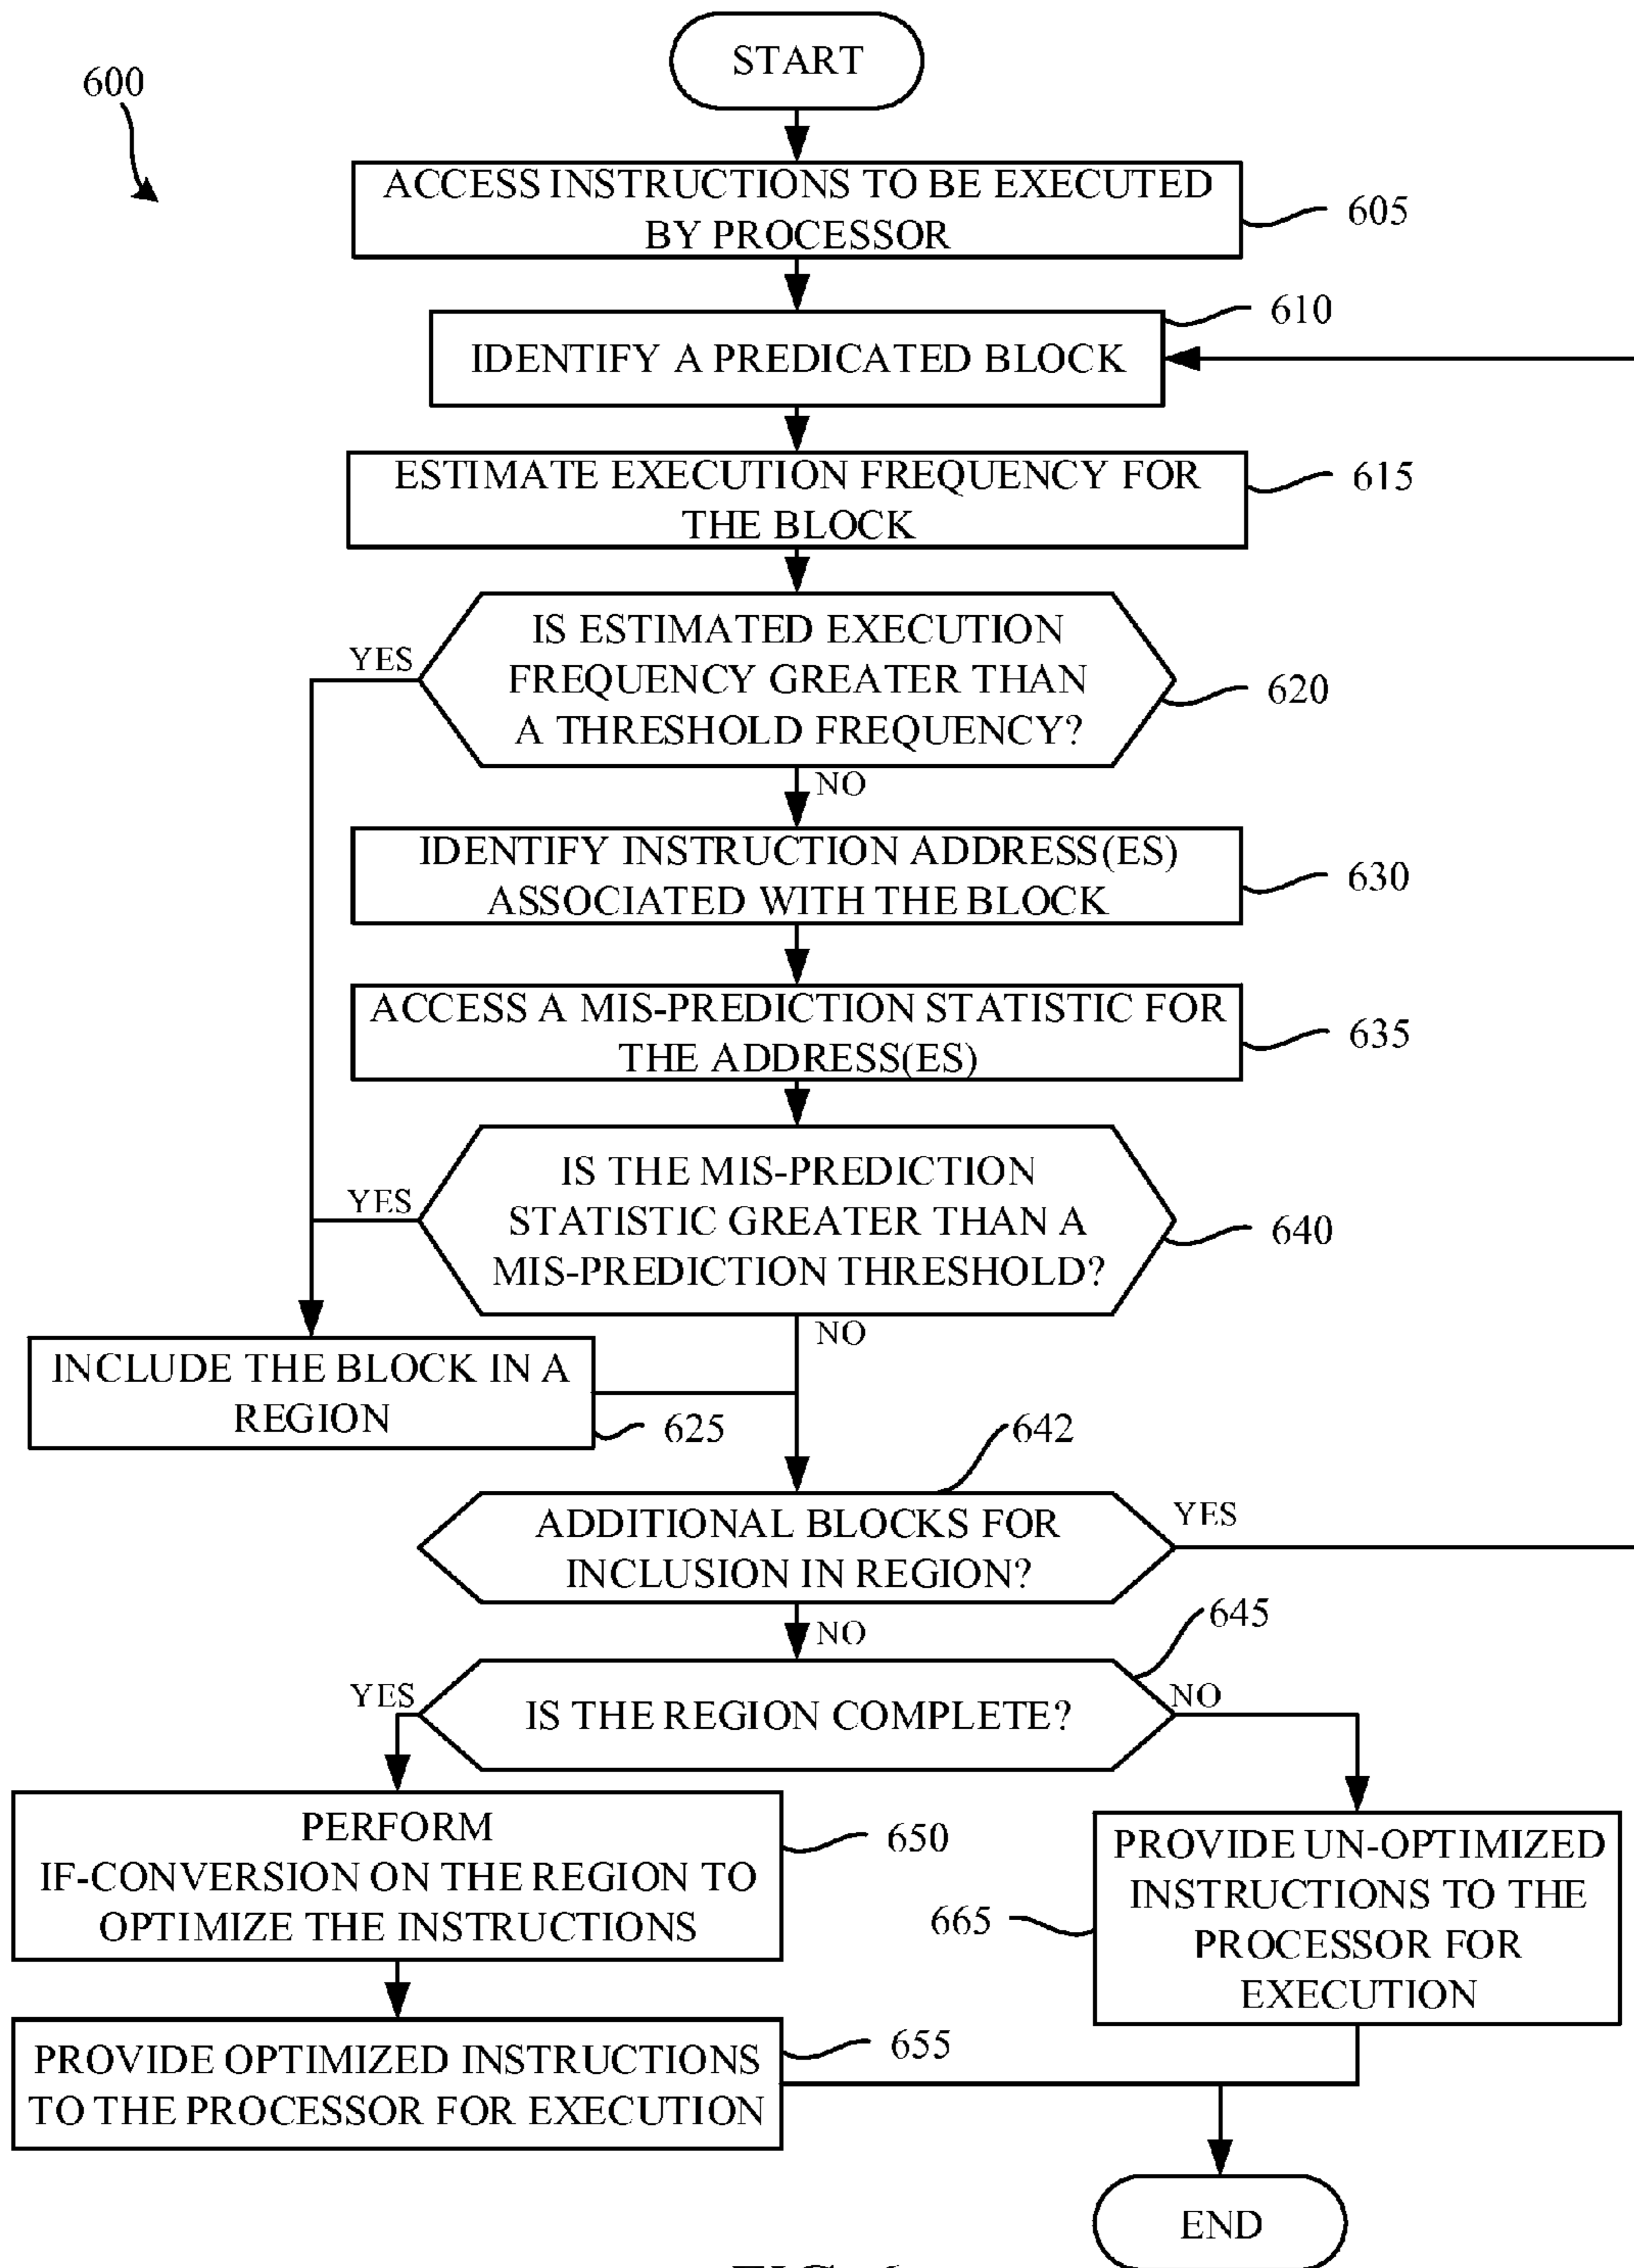 START
600
ACCESS INSTRUCTIONS TO BE EXECUTED
BY PROCESSOR
605
610
IDENTIFY A PREDICATED BLOCK
ESTIMATE EXECUTION FREQUENCY FOR
THE BLOCK
615
IS ESTIMATED EXECUTION
FREQUENCY GREATER THAN
A THRESHOLD FREQUENCY?
YES
620
NO
IDENTIFY INSTRUCTION ADDRESS(ES)
ASSOCIATED WITH THE BLOCK
630
ACCESS A MIS-PREDICTION STATISTIC FOR
THE ADDRESS(ES)
635
IS THE MIS-PREDICTION
STATISTIC GREATER THAN A
MIS-PREDICTION THRESHOLD?
YES
640
NO
INCLUDE THE BLOCK IN A
REGION
625
642
ADDITIONAL BLOCKS FOR
INCLUSION IN REGION?
YES
NO
645
YES
IS THE REGION COMPLETE?
NO
PERFORM
IF-CONVERSION ON THE REGION TO
OPTIMIZE THE INSTRUCTIONS
650
PROVIDE UN-OPTIMIZED
INSTRUCTIONS TO THE
PROCESSOR FOR
EXECUTION
665
PROVIDE OPTIMIZED INSTRUCTIONS
TO THE PROCESSOR FOR EXECUTION
655
END